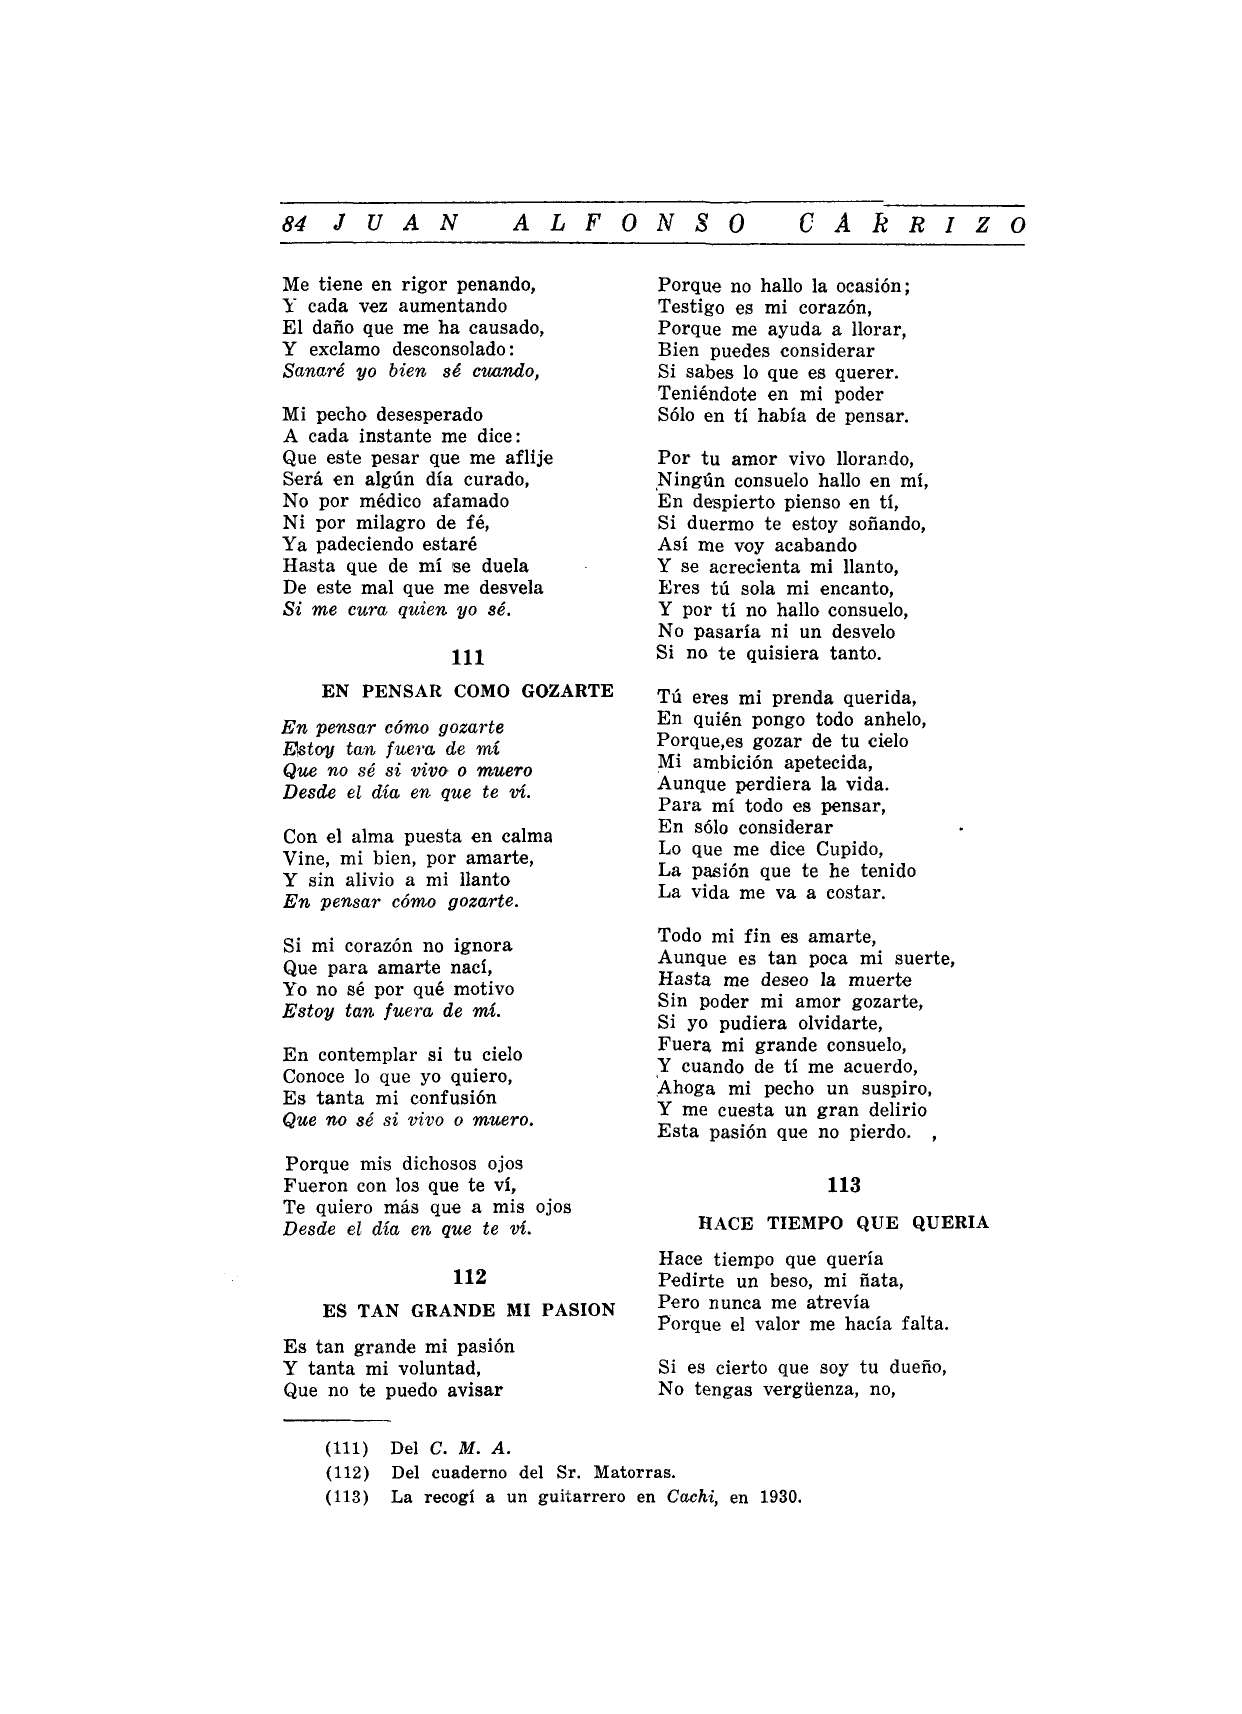 84 JUAN ALFONSO CARRIZO
Me tiene en rigor penando,
Y cada vez aumentando
El daño que me ha causado,
Y exclamo desconsolado:
Sanaré yo bien sé cuando,
Mi pecho desesperado
A cada instante me dice:
Que este pesar que me aflije
Será en algún día curado,
No por médico afamado
Ni por milagro de fé,
Ya padeciendo estaré
Hasta que de mí se duela
De este mal que me desvela
Si me cura quien yo sé.
111
EN PENSAR COMO GOZARTE
En pensar cómo gozarte
Estoy tan fuera de mí
Que no sé si vivo o muero
Desde el día en que te ví.
Con el alma puesta en calma
Vine, mi bien, por amarte,
Y sin alivio a mi llanto
En pensar cómo gozarte.
Si mi corazón no ignora
Que para amarte nací,
Yo no sé por qué motivo
Estoy tan fuera de mí.
En contemplar si tu cielo
Conoce lo que yo quiero,
Es tanta mi confusión
Que no sé si vivo o muero.
Porque mis dichosos ojos
Fueron con los que te ví,
Te quiero más que a mis ojos
Desde el día en que te ví.
112
ES TAN GRANDE MI PASION
Es tan grande mi pasión
Y tanta mi voluntad,
Que no te puedo avisar
Porque no hallo la ocasión;
Testigo es mi corazón,
Porque me ayuda a llorar,
Bien puedes considerar
Si sabes lo que es querer.
Teniéndote en mi poder
Sólo en tí había de pensar.
Por tu amor vivo llorando,
Ningún consuelo hallo en mí,
En despierto pienso en tí,
Si duermo te estoy soñando,
Así me voy acabando
Y se acrecienta mi llanto,
Eres tú sola mi encanto,
Y por tí no hallo consuelo,
No pasaría ni un desvelo
Si no te quisiera tanto.
Tú eres mi prenda querida,
En quién pongo todo anhelo,
Porque,es gozar de tu cielo
Mi ambición apetecida,
Aunque perdiera la vida.
Para mí todo es pensar,
En sólo considerar
Lo que me dice Cupido,
La pasión que te he tenido
La vida me va a costar.
Todo mi fin es amarte,
Aunque es tan poca mi suerte,
Hasta me deseo la muerte
Sin poder mi amor gozarte,
Si yo pudiera olvidarte,
Fuera mi grande consuelo,
Y cuando de tí me acuerdo,
Ahoga mi pecho un suspiro,
Y me cuesta un gran delirio
Esta pasión que no pierdo. ,
113
HACE TIEMPO QUE QUERIA
Hace tiempo que quería
Pedirte un beso, mi ñata,
Pero nunca me atrevía
Porque el valor me hacía falta.
Si es cierto que soy tu dueño,
No tengas vergüenza, no,
(111) Del C. M. A.
(112) Del cuaderno del Sr. Matorras.
(113) La recogí a un guitarrero en Cachi, en 1930.